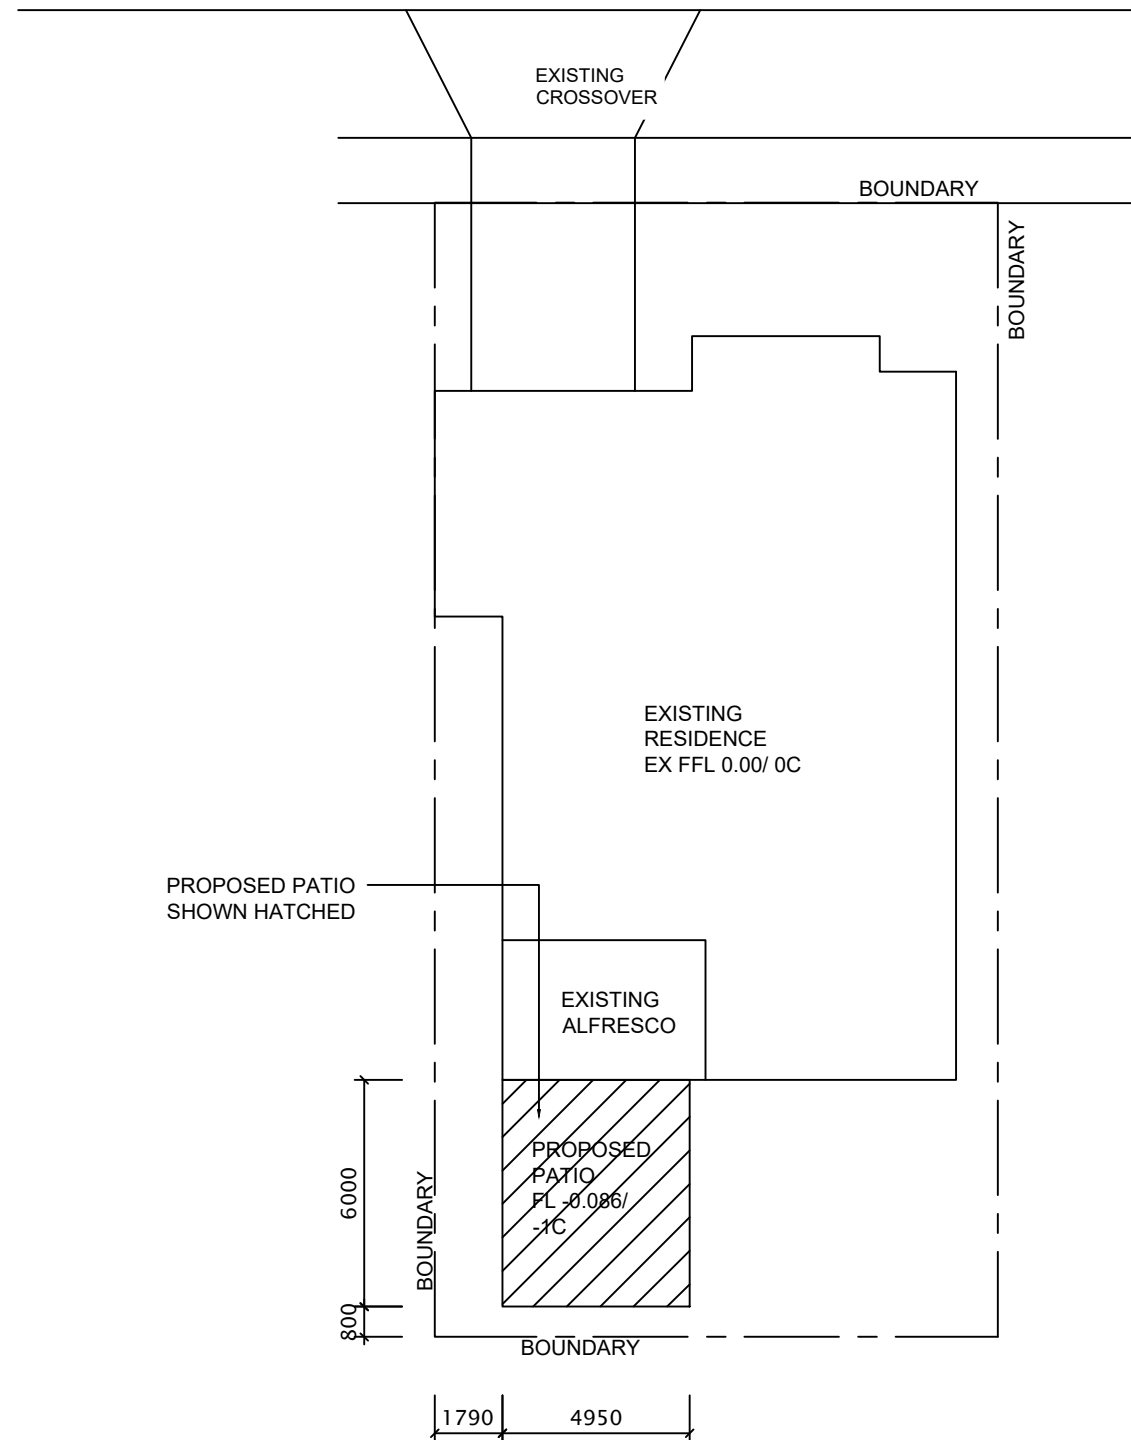 EXISTING
CROSSOVER
BOUNDARY
BOUNDARY
EXISTING
RESIDENCE
EX FFL 0.00/ 0C
PROPOSED PATIO
SHOWN HATCHED
EXISTING
ALFRESCO
PROPOSED
PATIO
FL -0.086/
-1C
6000
BOUNDARY
800
BOUNDARY
1790
4950